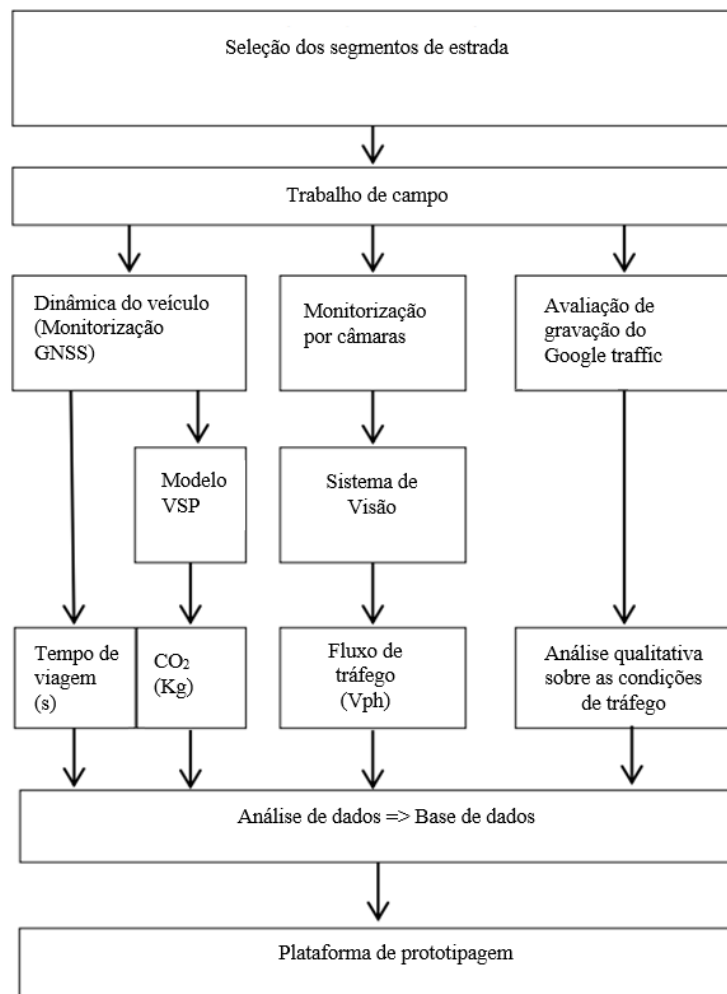 Seleção dos segmentos de estrada
Trabalho de campo
Dinâmica do veículo
(Monitorização
GNSS)
Monitorização
por câmaras
Avaliação de
gravação do
Google traffic
Modelo
VSP
Sistema de
Visão
Tempo de
viagem
(s)
CO₂
(Kg)
Fluxo de
tráfego
(Vph)
Análise qualitativa
sobre as condições
de tráfego
Análise de dados => Base de dados
Plataforma de prototipagem